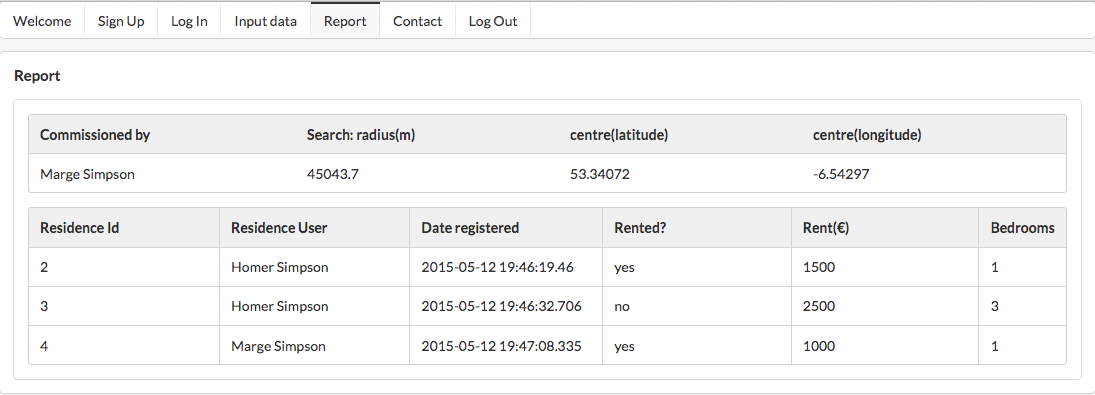 Welcome Sign Up Log In Input data Report Contact Log Out
Report
Commissioned by Search: radius(m) centre(latitude) centre(longitude)
Marge Simpson 45043.7 53.34072 -6.54297
Residence Id Residence User Date registered Rented? Rent(€) Bedrooms
2 Homer Simpson 2015-05-12 19:46:19.46 yes 1500 1
3 Homer Simpson 2015-05-12 19:46:32.706 no 2500 3
4 Marge Simpson 2015-05-12 19:47:08.335 yes 1000 1